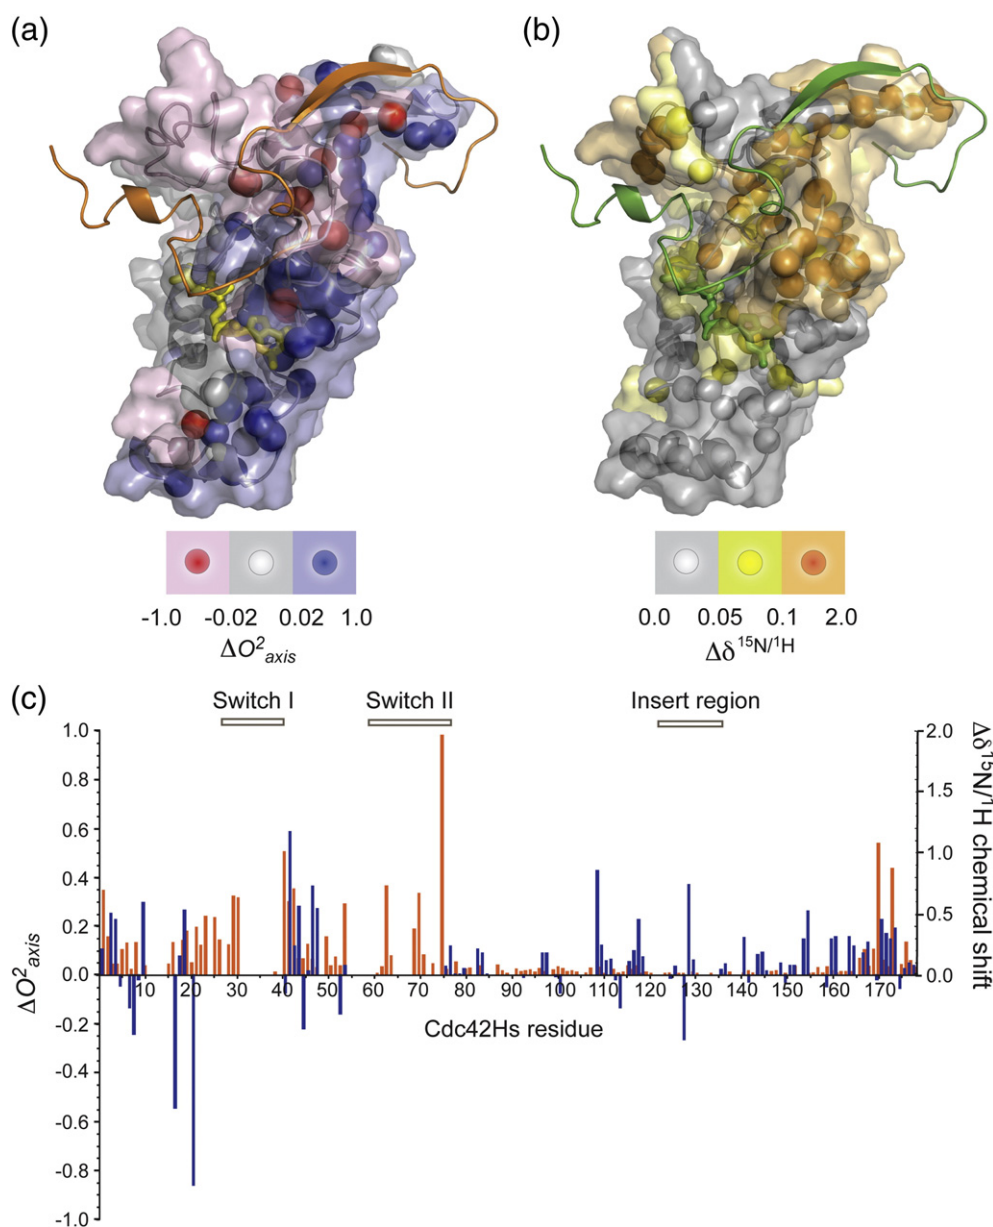 (a)
(b)
-1.0 -0.02 0.02 1.0
ΔO²axis
0.0 0.05 0.1 2.0
Δδ¹⁵N/¹H
(c)
Switch I Switch II Insert region
1.0
0.8
0.6
0.4
0.2
0.0
-0.2
-0.4
-0.6
-0.8
-1.0
ΔO²axis
10 20 30 40 50 60 70 80 90 100 110 120 130 140 150 160 170
Cdc42Hs residue
2.0
1.5
1.0
0.5
0.0
Δδ¹⁵N/¹H chemical shift